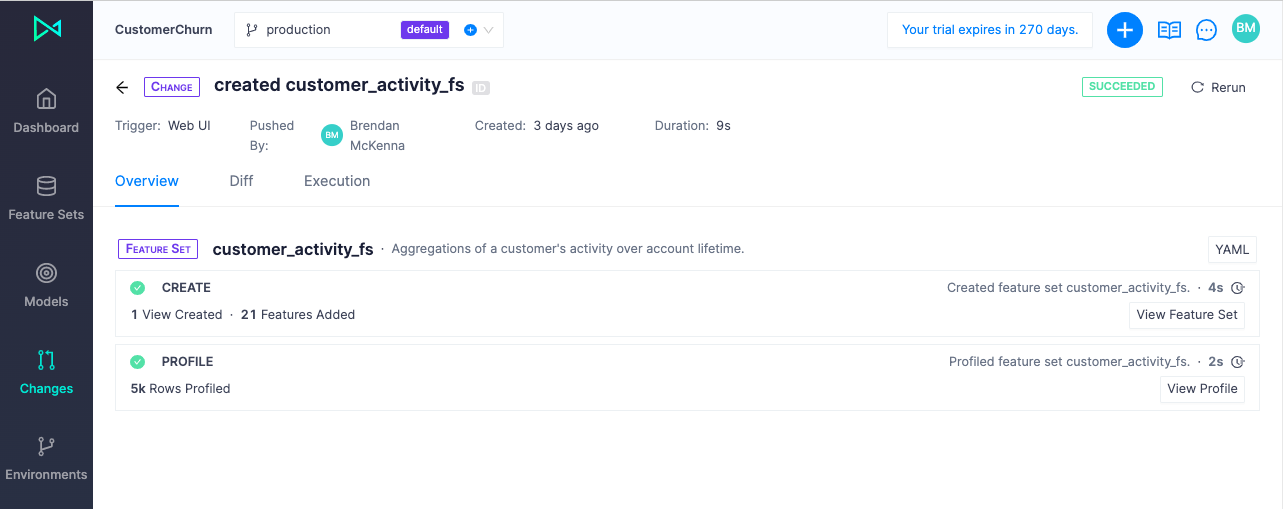 CustomerChurn
production
default
Your trial expires in 270 days.
BM
Dashboard
Feature Sets
Models
Changes
Environments
CHANGE
created customer_activity_fs
ID
SUCCEEDED
Rerun
Trigger: Web UI
Pushed By:
BM
Brendan McKenna
Created: 3 days ago
Duration: 9s
Overview
Diff
Execution
FEATURE SET
customer_activity_fs · Aggregations of a customer's activity over account lifetime.
YAML
CREATE
Created feature set customer_activity_fs. · 4s
1 View Created · 21 Features Added
View Feature Set
PROFILE
Profiled feature set customer_activity_fs. · 2s
5k Rows Profiled
View Profile